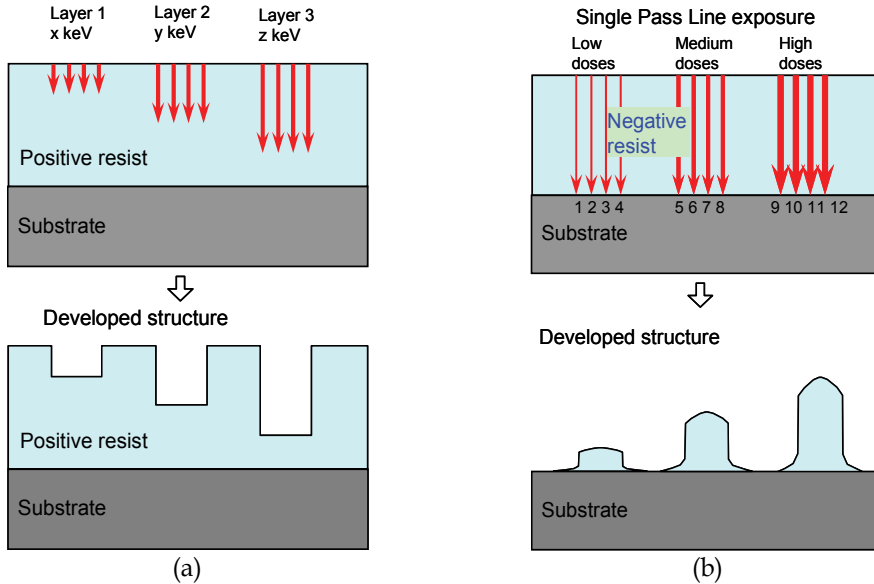 Layer 1
x keV
Layer 2
y keV
Layer 3
z keV
Positive resist
Substrate
Developed structure
Positive resist
Substrate
(a)
Single Pass Line exposure
Low
doses
Medium
doses
High
doses
Negative
resist
1 2 3 4 5 6 7 8 9 10 11 12
Substrate
Developed structure
Substrate
(b)